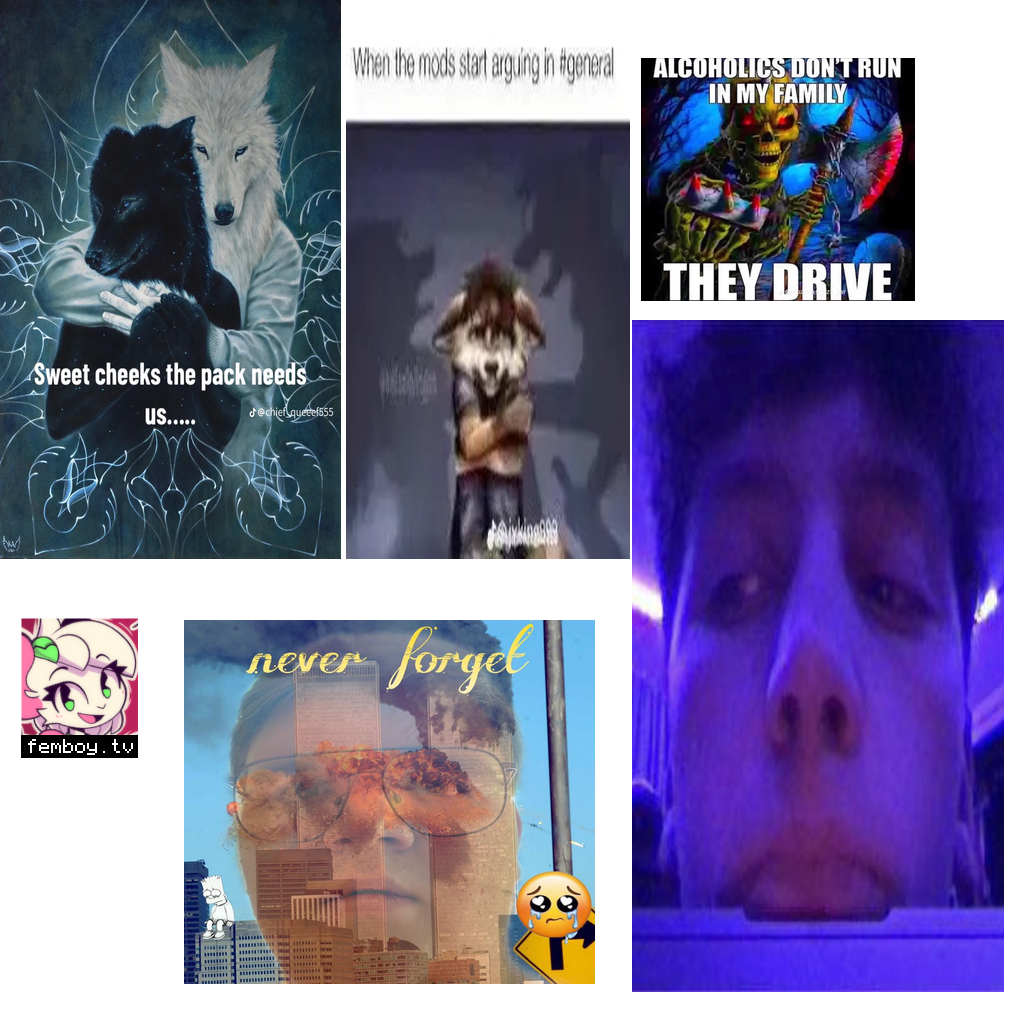 Sweet cheeks the pack needs
us.....
@chief_queeef555
When the mods start arguing in #general
ALCOHOLICS DON'T RUN
IN MY FAMILY
THEY DRIVE
femboy.tv
never forget